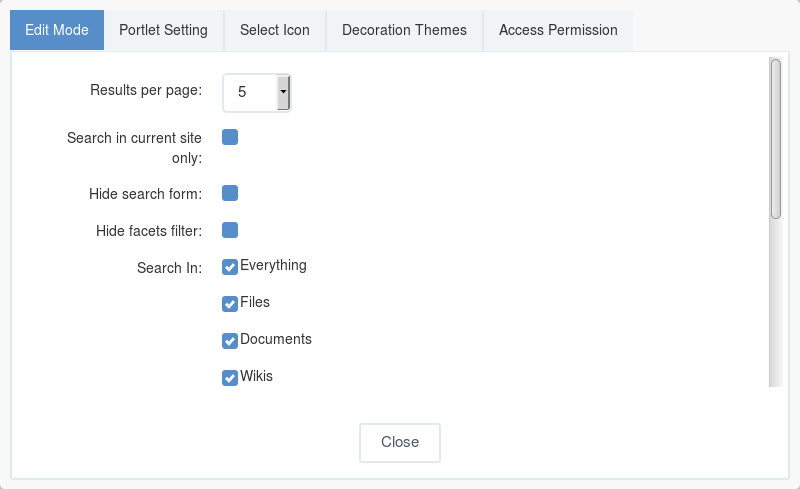 Edit Mode Portlet Setting Select Icon Decoration Themes Access Permission
Results per page: 5
Search in current site
only:
Hide search form:
Hide facets filter:
Search In: Everything
Files
Documents
Wikis
Close